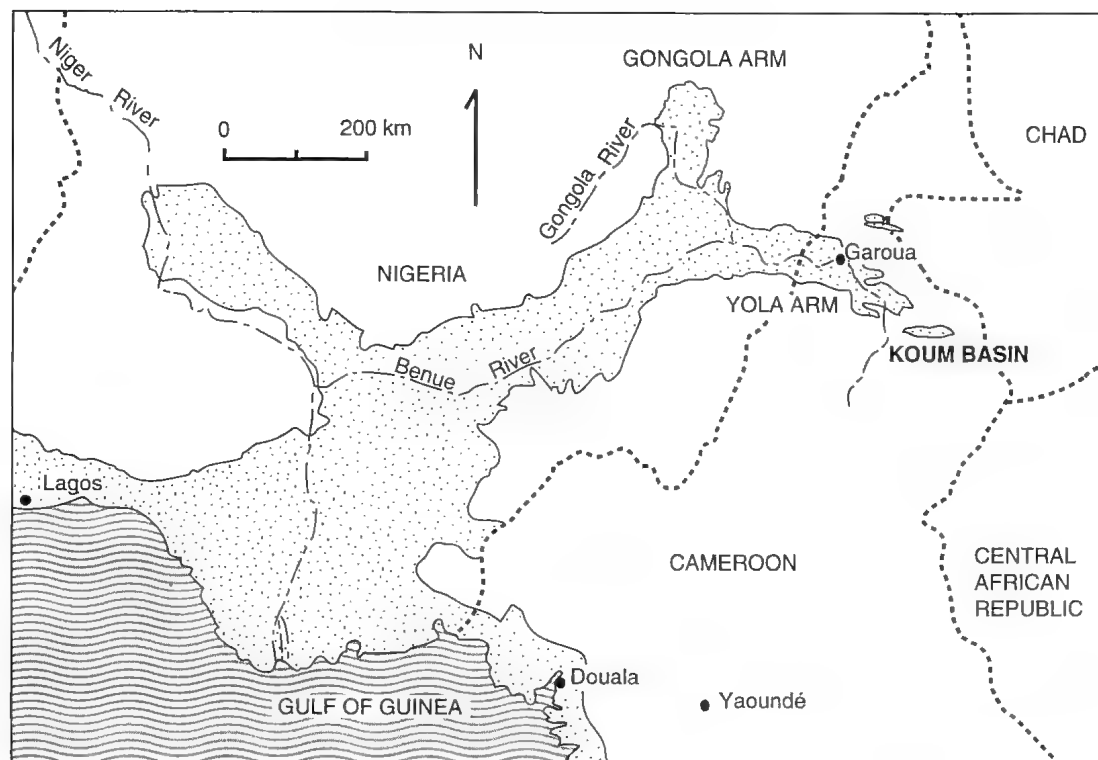 Niger
River
N
GONGOLA ARM
0
200 km
Gongola River
CHAD
NIGERIA
Garoua
YOLA ARM
KOUM BASIN
Benue
River
Lagos
CAMEROON
CENTRAL
AFRICAN
REPUBLIC
Douala
GULF OF GUINEA
Yaoundé